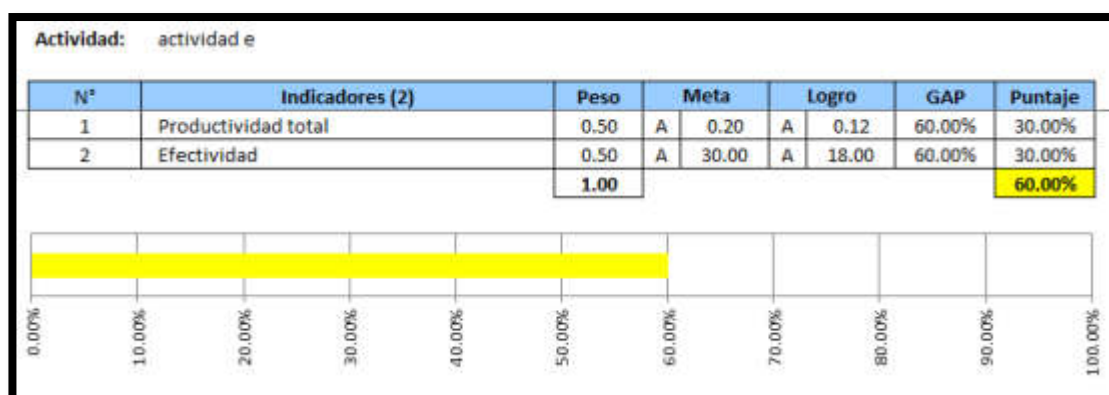 Actividad: actividad e
N° Indicadores (2) Peso Meta Logro GAP Puntaje
1 Productividad total 0.50 A 0.20 A 0.12 60.00% 30.00%
2 Efectividad 0.50 A 30.00 A 18.00 60.00% 30.00%
1.00 60.00%
0.00% 10.00% 20.00% 30.00% 40.00% 50.00% 60.00% 70.00% 80.00% 90.00% 100.00%